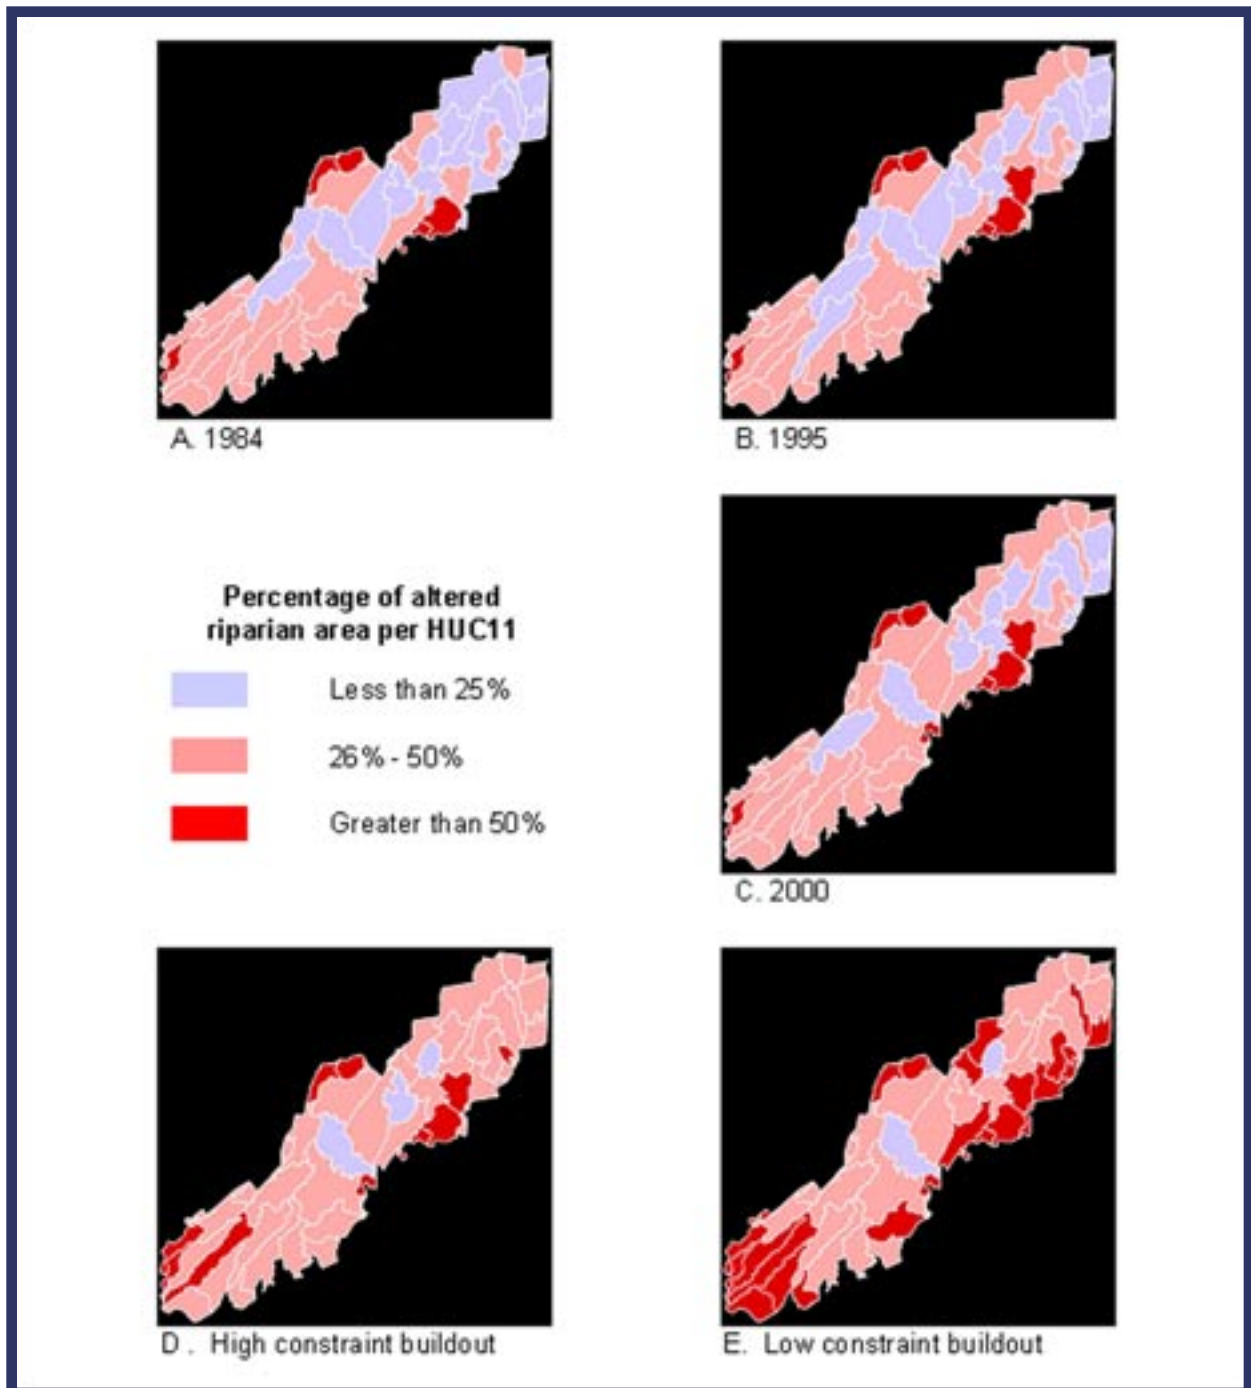 A. 1984
B. 1995
Percentage of altered
riparian area per HUC11
Less than 25%
26% - 50%
Greater than 50%
C. 2000
D . High constraint buildout
E. Low constraint buildout